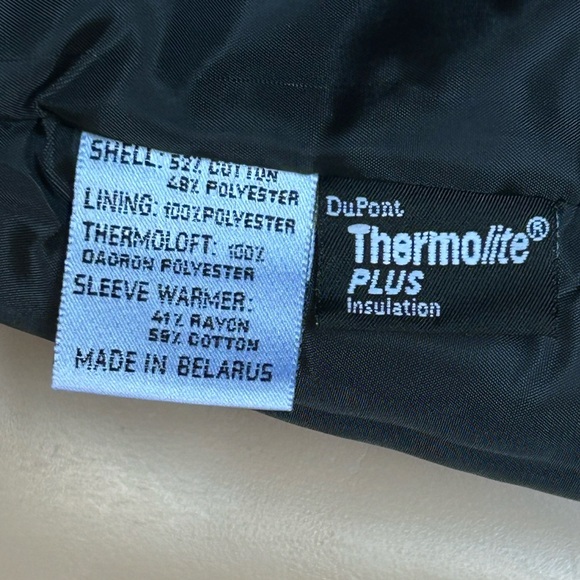 SHELL: 52% COTTON
48% POLYESTER
LINING: 100% POLYESTER
THERMOLOFT: 100%
DACRON POLYESTER
SLEEVE WARMER:
41% RAYON
59% COTTON
MADE IN BELARUS
DuPont
Thermolite®
PLUS
Insulation